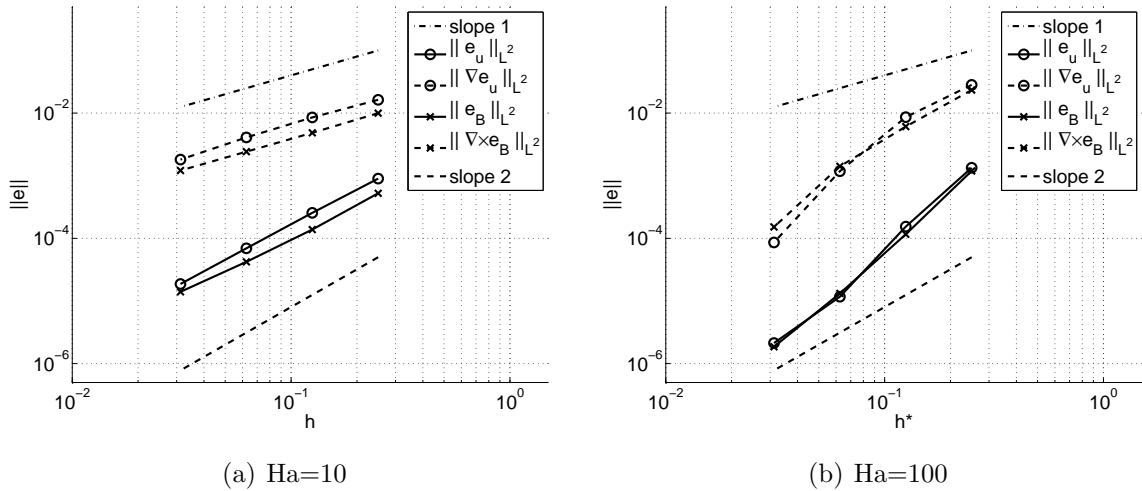 slope 1
|| e_u ||_{L^2}
|| ∇e_u ||_{L^2}
|| e_B ||_{L^2}
|| ∇×e_B ||_{L^2}
slope 2
||e||
10^{-2}
10^{-4}
10^{-6}
10^{-2}
10^{-1}
10^0
h
(a) Ha=10
slope 1
|| e_u ||_{L^2}
|| ∇e_u ||_{L^2}
|| e_B ||_{L^2}
|| ∇×e_B ||_{L^2}
slope 2
||e||
10^{-2}
10^{-4}
10^{-6}
10^{-2}
10^{-1}
10^0
h*
(b) Ha=100